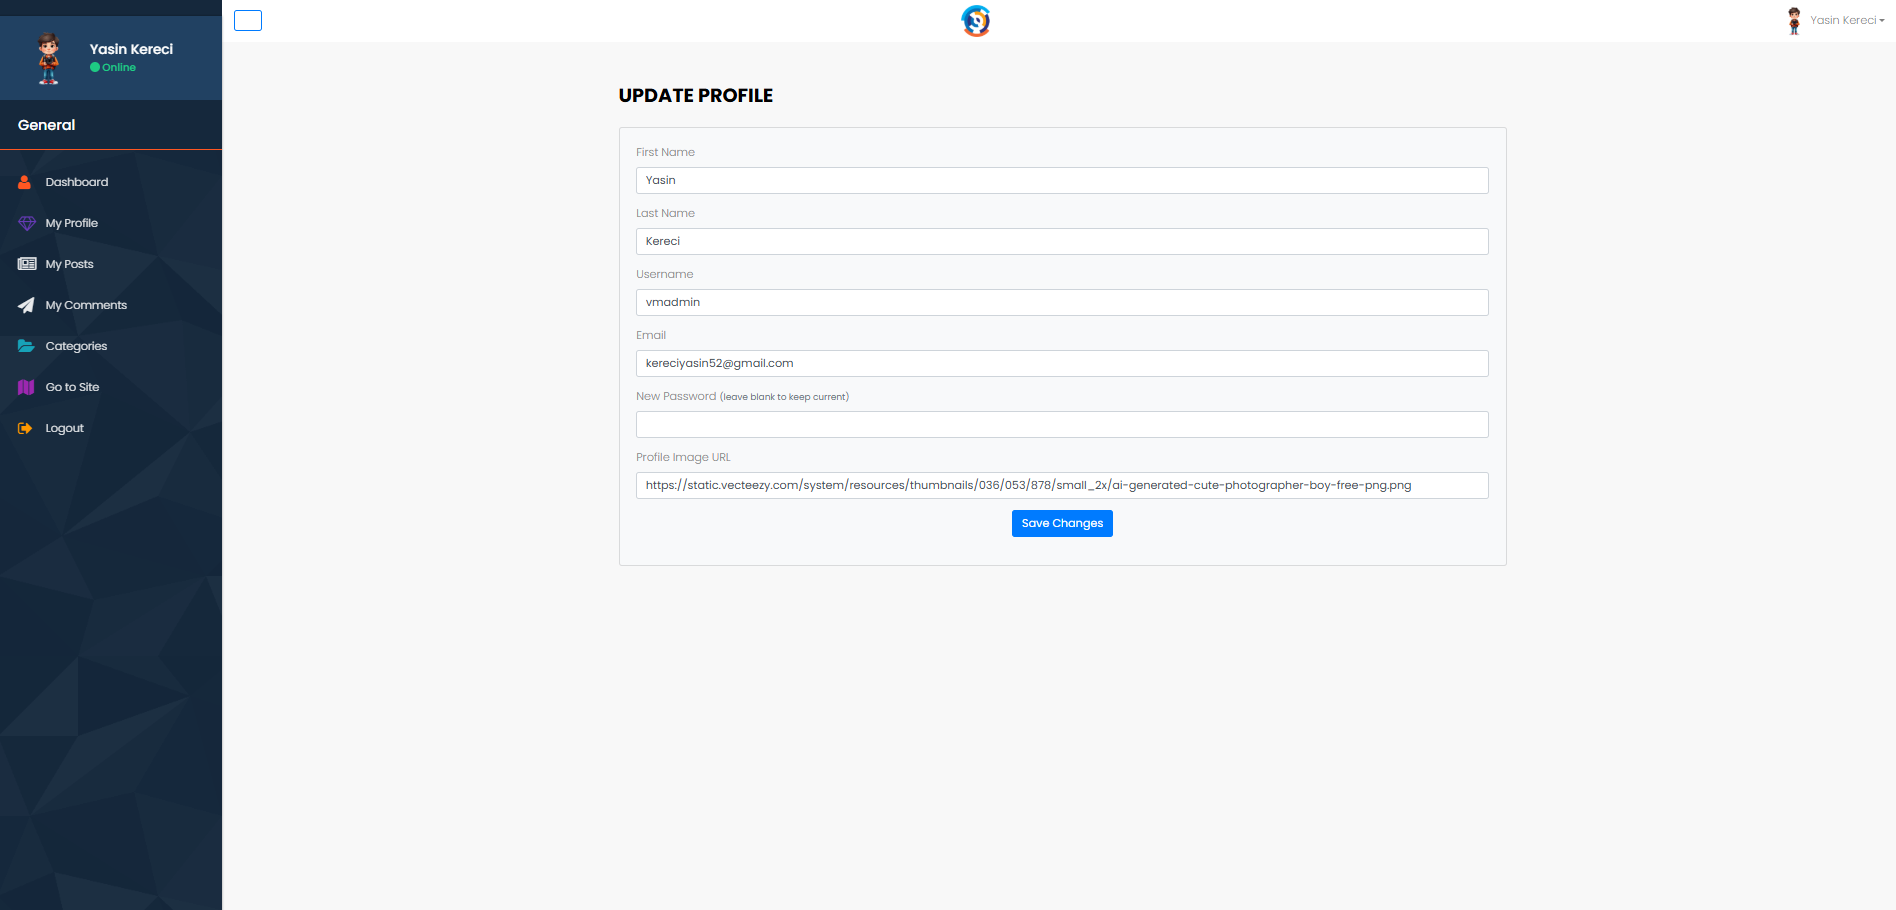 Yasin Kereci
Online
General
Dashboard
My Profile
My Posts
My Comments
Categories
Go to Site
Logout
Yasin Kereci
UPDATE PROFILE
First Name
Yasin
Last Name
Kereci
Username
vmadmin
Email
kereciyasin52@gmail.com
New Password (leave blank to keep current)
Profile Image URL
https://static.vecteezy.com/system/resources/thumbnails/036/053/878/small_2x/ai-generated-cute-photographer-boy-free-png.png
Save Changes